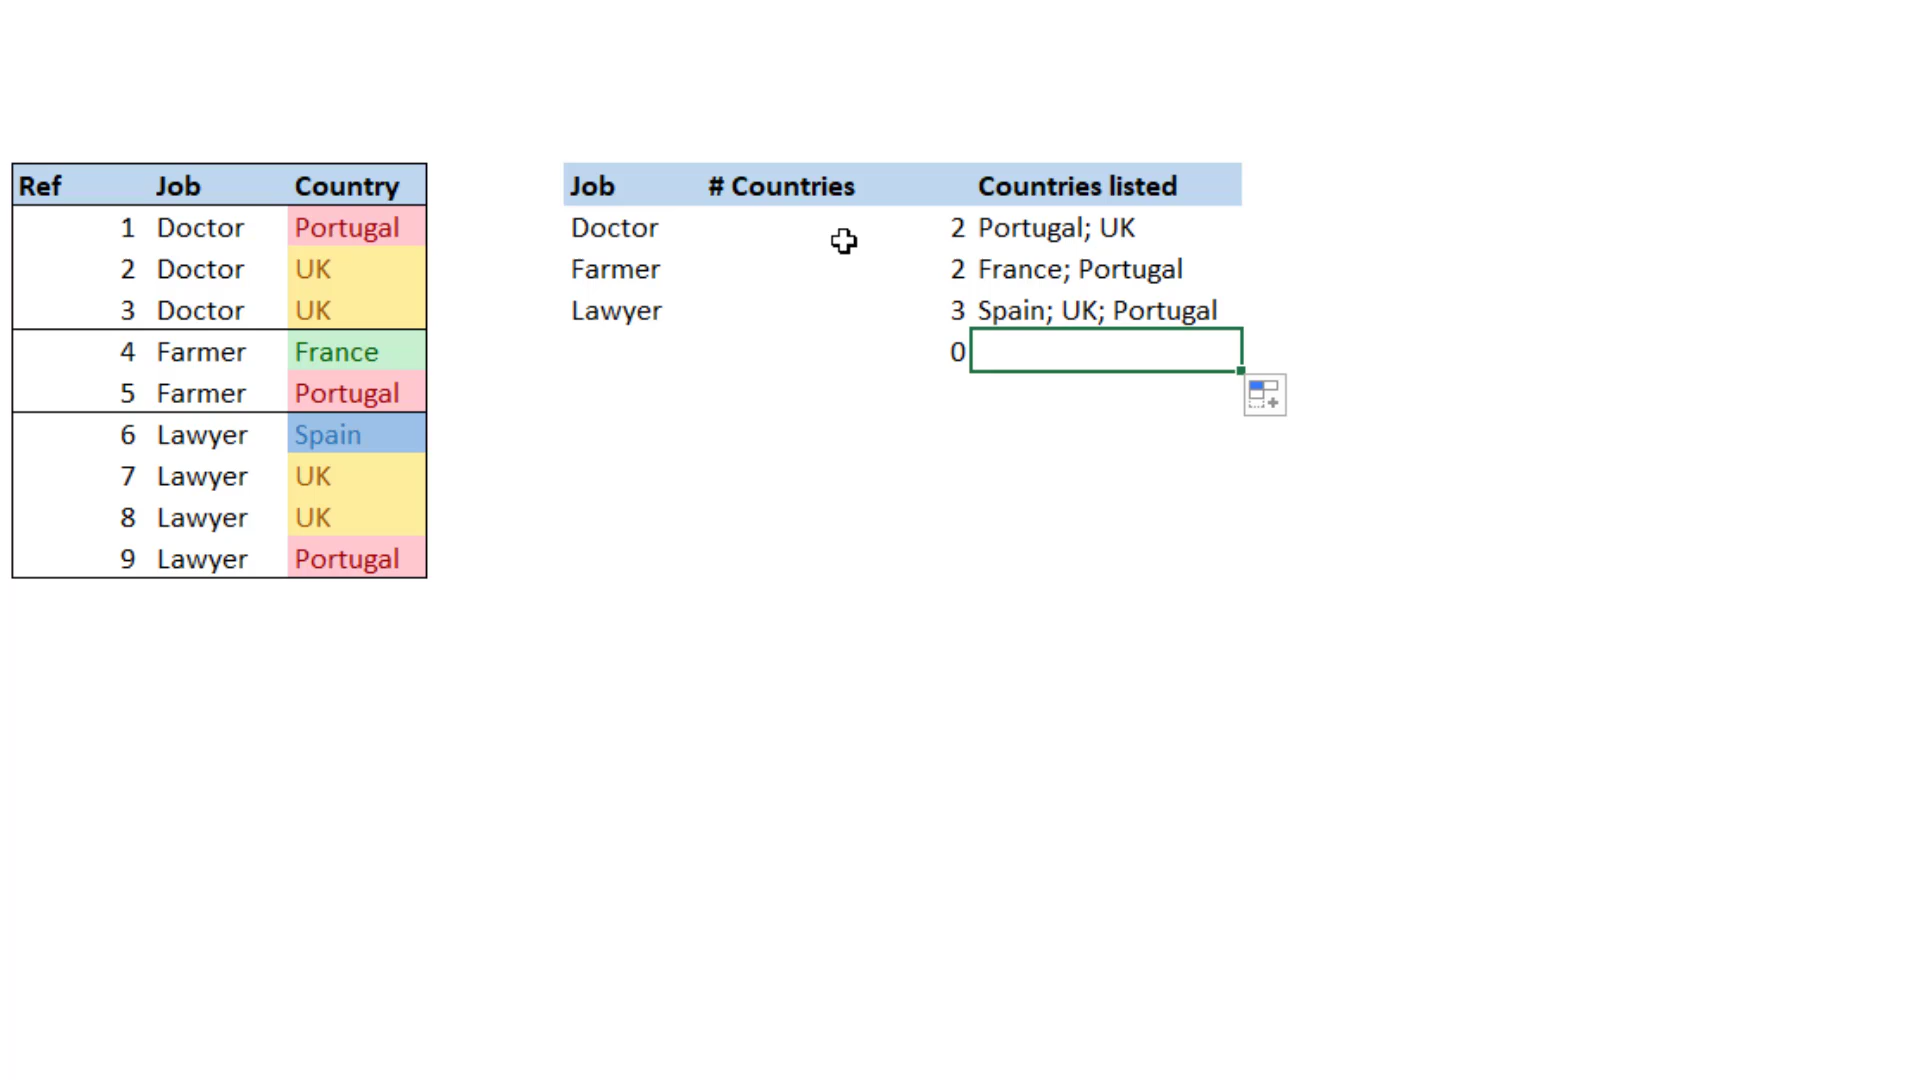 Ref Job Country
1 Doctor Portugal
2 Doctor UK
3 Doctor UK
4 Farmer France
5 Farmer Portugal
6 Lawyer Spain
7 Lawyer UK
8 Lawyer UK
9 Lawyer Portugal
Job # Countries Countries listed
Doctor 2 Portugal; UK
Farmer 2 France; Portugal
Lawyer 3 Spain; UK; Portugal
0